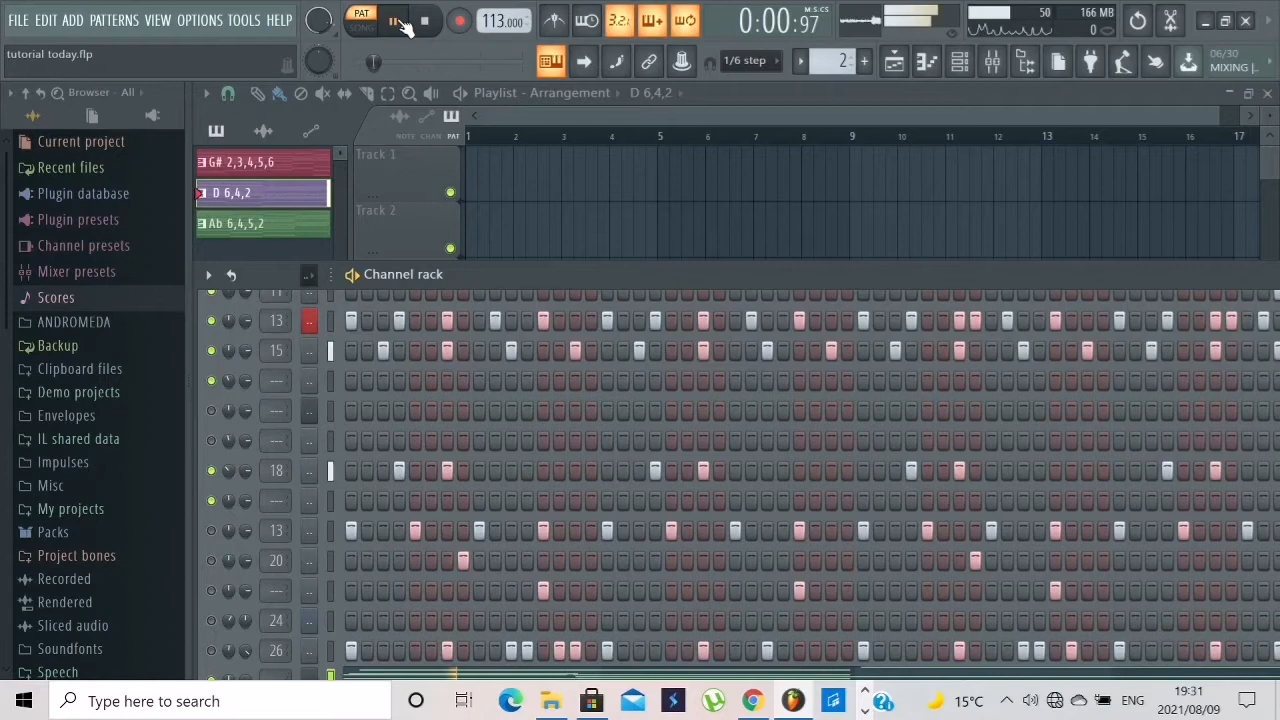 FILE EDIT ADD PATTERNS VIEW OPTIONS TOOLS HELP
PAT
SONG
113.000
3.2.
0:00:97
M:S:CS
50
166 MB
0
tutorial today.flp
1/6 step
2
06/30
MIXING |..
Browser - All
Playlist - Arrangement
D 6,4,2
NOTE CHAN PAT
1 2 3 4 5 6 7 8 9 10 11 12 13 14 15 16 17
G# 2,3,4,5,6
D 6,4,2
Ab 6,4,5,2
Track 1
Track 2
Current project
Recent files
Plugin database
Plugin presets
Channel presets
Mixer presets
Scores
ANDROMEDA
Backup
Clipboard files
Demo projects
Envelopes
IL shared data
Impulses
Misc
My projects
Packs
Project bones
Recorded
Rendered
Sliced audio
Soundfonts
Speech
Channel rack
11
13
15
---
---
---
18
---
13
20
---
24
26
Type here to search
15°C
ENG
19:31
2021/08/09